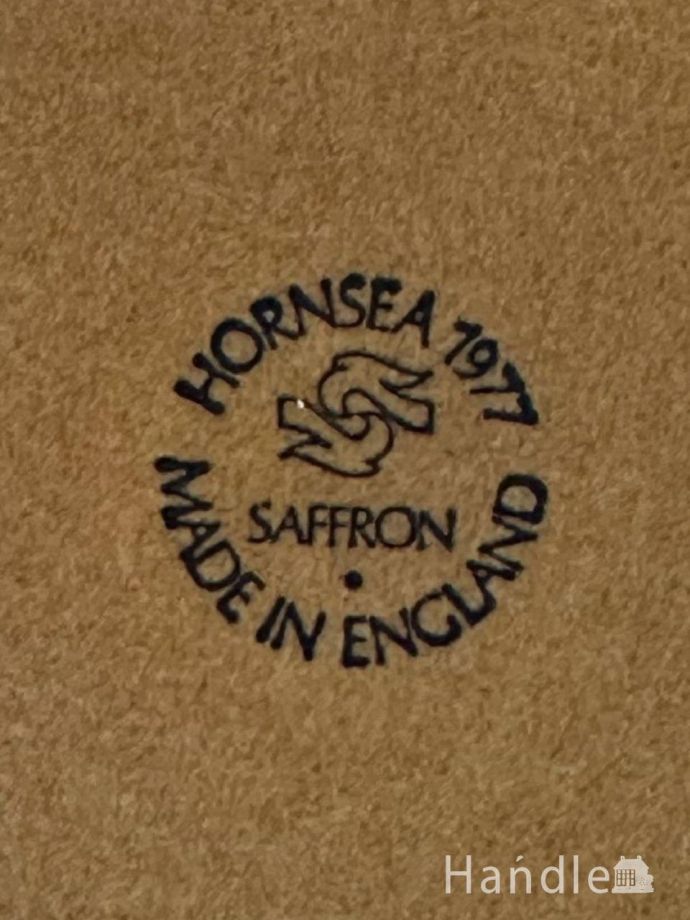 HORNSEA 1977
SAFFRON
MADE IN ENGLAND
Handle